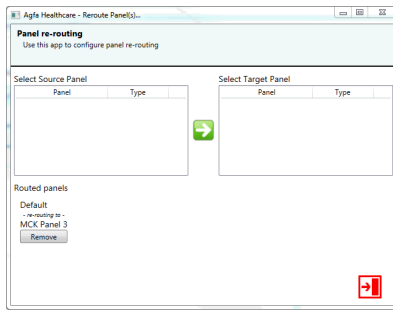 Agfa Healthcare - Reroute Panel(s)...
Panel re-routing
Use this app to configure panel re-routing
Select Source Panel
Select Target Panel
Panel Type
Panel Type
Routed panels
Default
- re-routing to -
MCK Panel 3
Remove